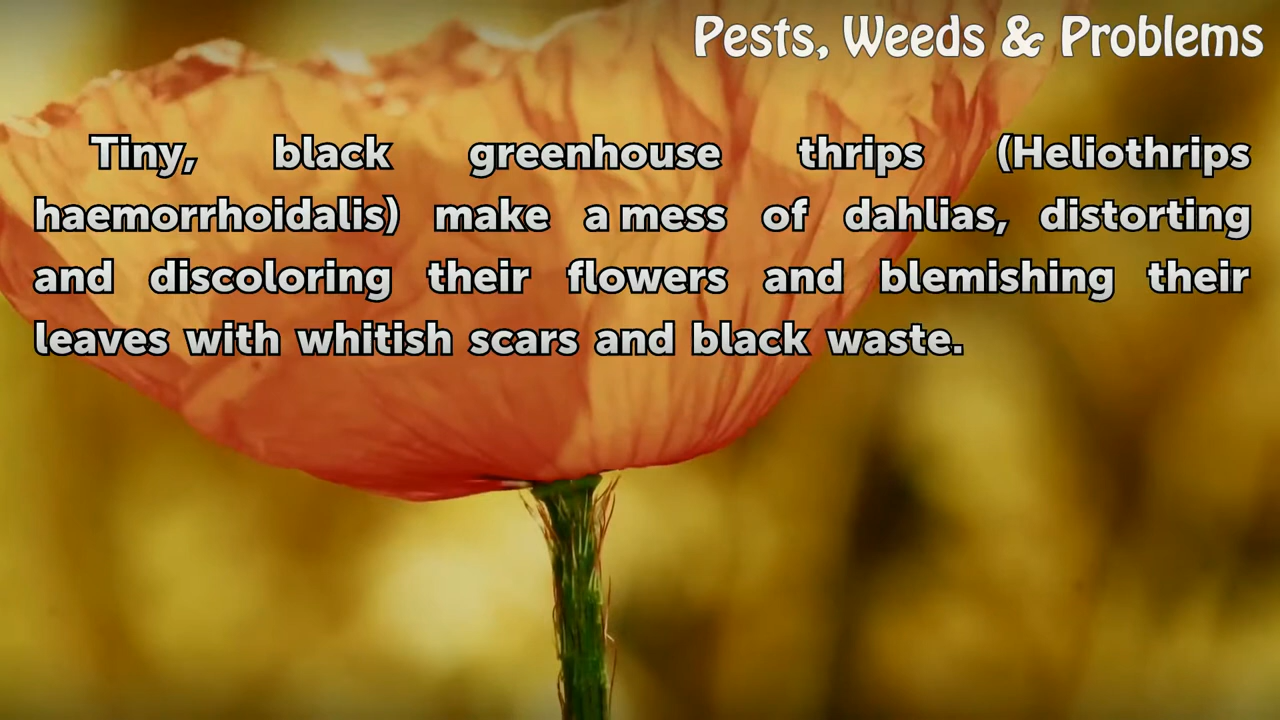 Pests, Weeds & Problems
Tiny, black greenhouse thrips (Heliothrips
haemorrhoidalis) make a mess of dahlias, distorting
and discoloring their flowers and blemishing their
leaves with whitish scars and black waste.